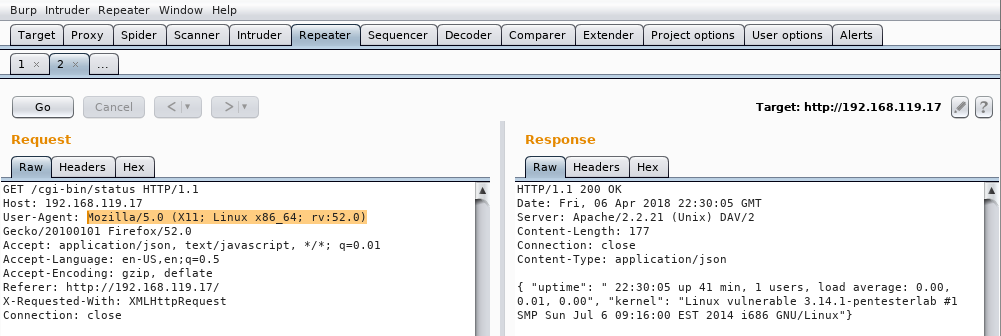 Burp Intruder Repeater Window Help
Target Proxy Spider Scanner Intruder Repeater Sequencer Decoder Comparer Extender Project options User options Alerts
1 × 2 × ...
Go Cancel < ▾ > ▾ Target: http://192.168.119.17 ?
Request
Raw Headers Hex
GET /cgi-bin/status HTTP/1.1
Host: 192.168.119.17
User-Agent: Mozilla/5.0 (X11; Linux x86_64; rv:52.0)
Gecko/20100101 Firefox/52.0
Accept: application/json, text/javascript, */*; q=0.01
Accept-Language: en-US,en;q=0.5
Accept-Encoding: gzip, deflate
Referer: http://192.168.119.17/
X-Requested-With: XMLHttpRequest
Connection: close
Response
Raw Headers Hex
HTTP/1.1 200 OK
Date: Fri, 06 Apr 2018 22:30:05 GMT
Server: Apache/2.2.21 (Unix) DAV/2
Content-Length: 177
Connection: close
Content-Type: application/json
{ "uptime": " 22:30:05 up 41 min, 1 users, load average: 0.00,
0.01, 0.00", "kernel": "Linux vulnerable 3.14.1-pentesterlab #1
SMP Sun Jul 6 09:16:00 EST 2014 i686 GNU/Linux"}